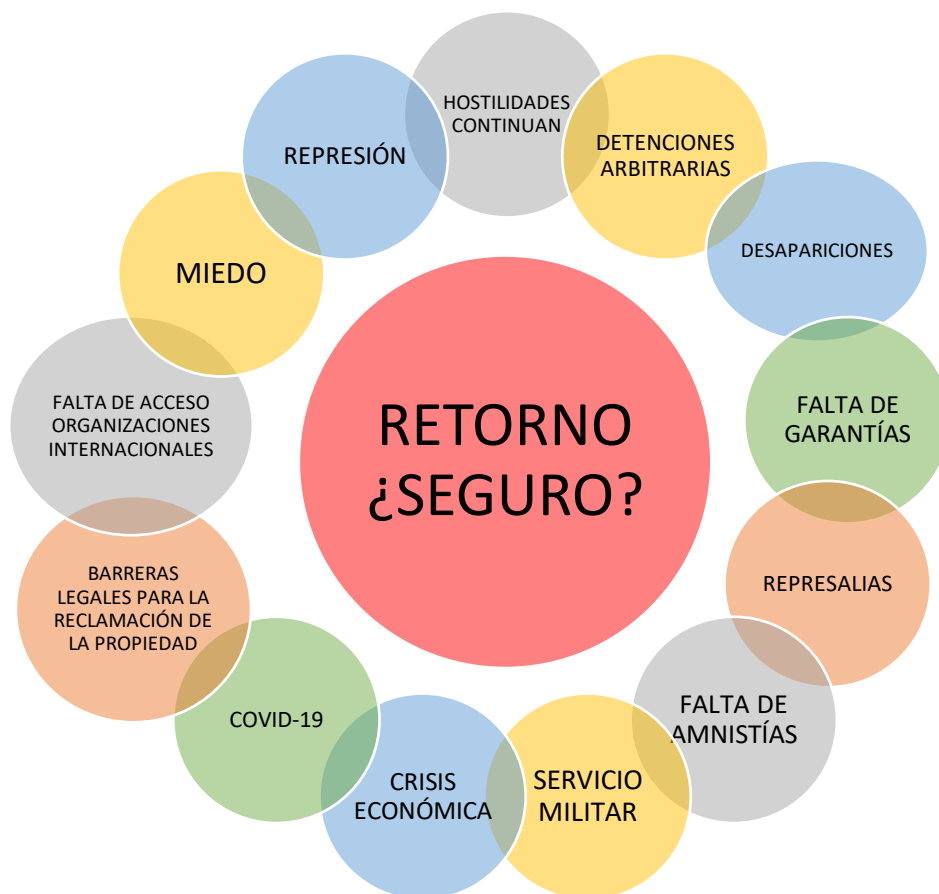 HOSTILIDADES
CONTINUAN
DETENCIONES
ARBITRARIAS
DESAPARICIONES
FALTA DE
GARANTÍAS
REPRESALIAS
FALTA DE
AMNISTÍAS
SERVICIO
MILITAR
CRISIS
ECONÓMICA
COVID-19
BARRERAS
LEGALES PARA LA
RECLAMACIÓN DE
LA PROPIEDAD
FALTA DE ACCESO
ORGANIZACIONES
INTERNACIONALES
MIEDO
REPRESIÓN
RETORNO
¿SEGURO?